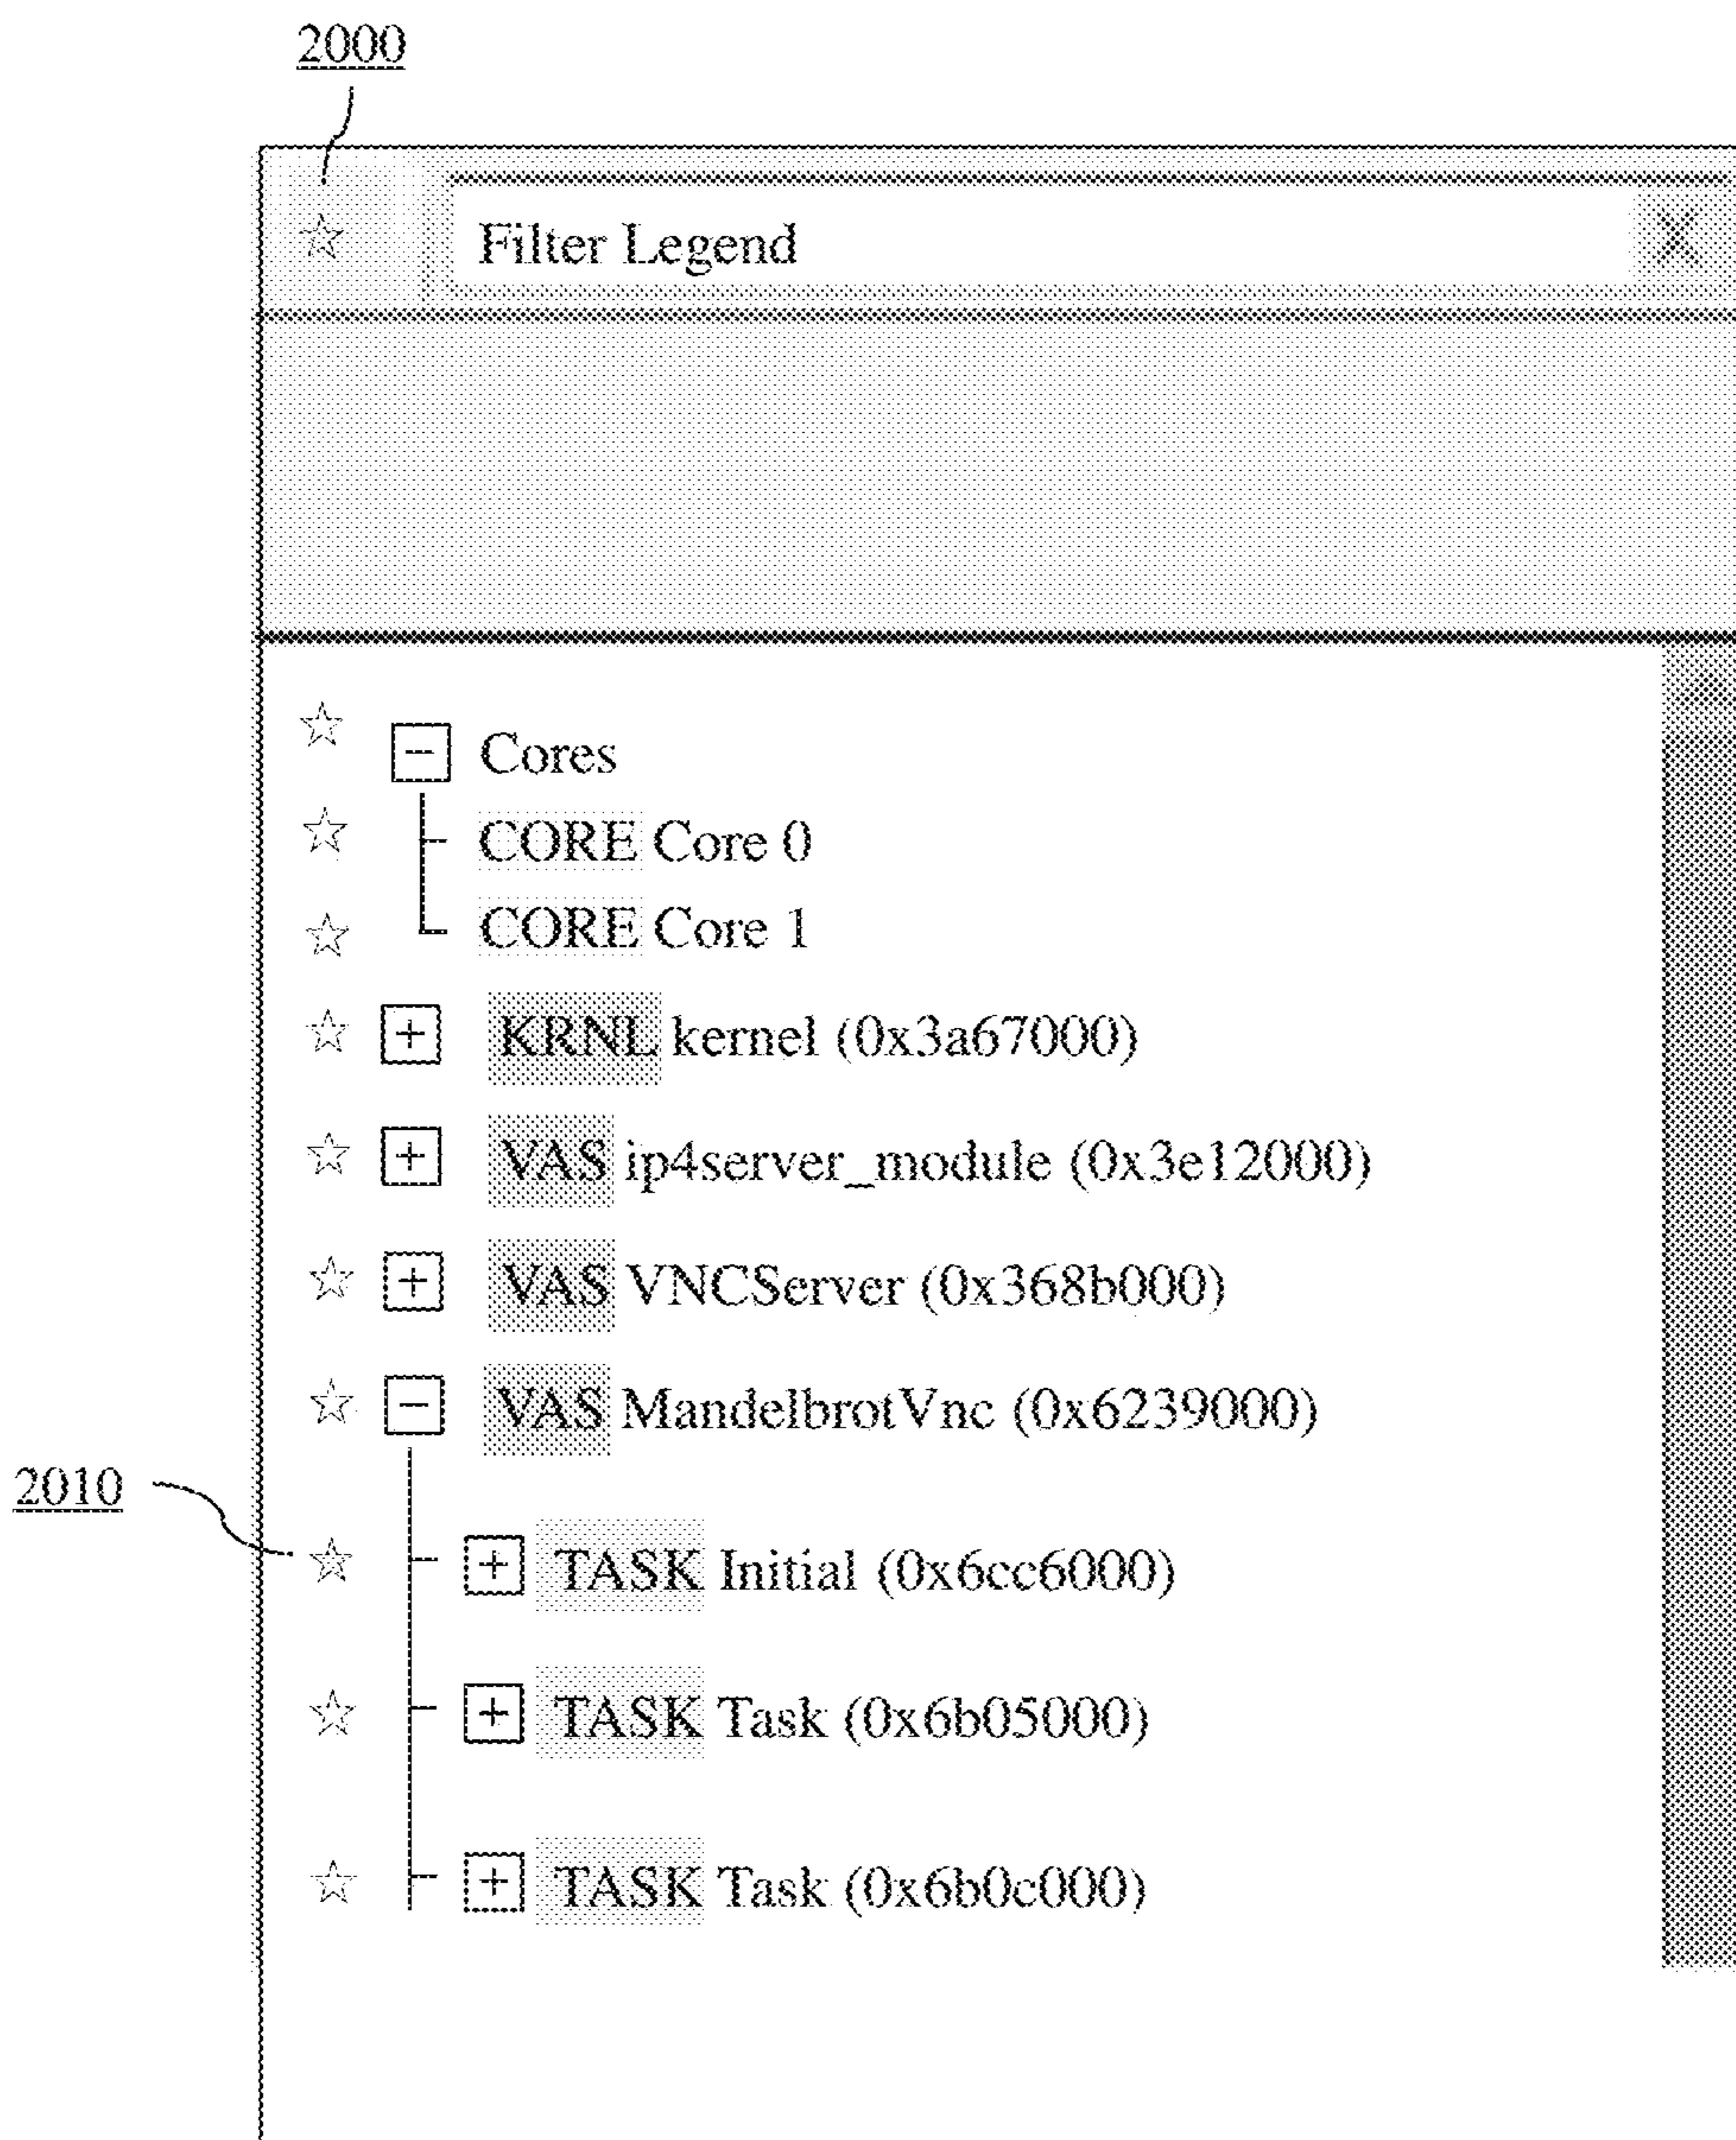 2000
☆ Filter Legend X
☆ − Cores
☆ CORE Core 0
☆ CORE Core 1
☆ + KRNL kernel (0x3a67000)
☆ + VAS ip4server_module (0x3e12000)
☆ + VAS VNCServer (0x368b000)
☆ − VAS MandelbrotVnc (0x6239000)
2010
☆ + TASK Initial (0x6cc6000)
☆ + TASK Task (0x6b05000)
☆ + TASK Task (0x6b0c000)